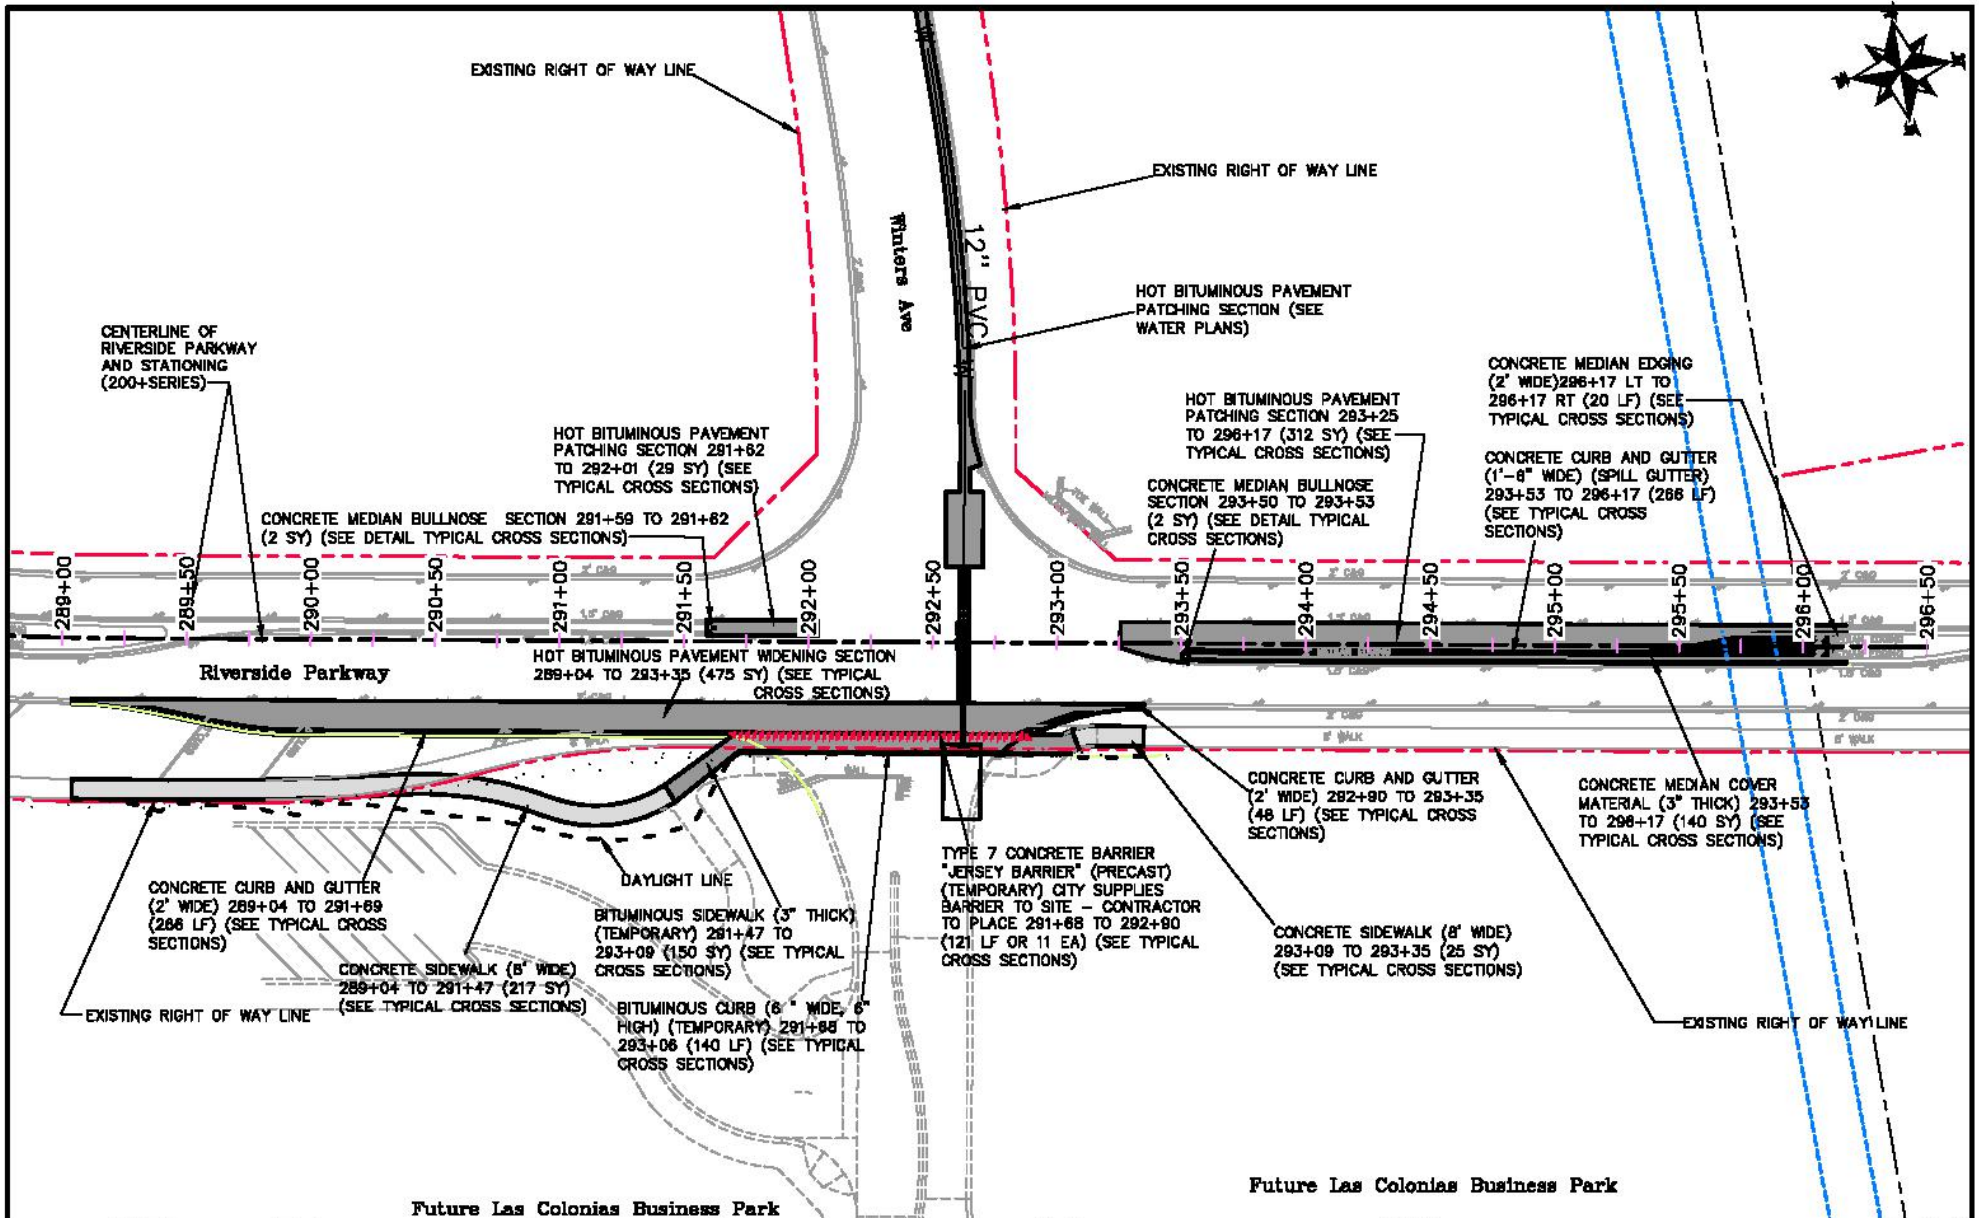 EXISTING RIGHT OF WAY LINE
EXISTING RIGHT OF WAY LINE
Winters Ave
12" PVC
W
W
HOT BITUMINOUS PAVEMENT
PATCHING SECTION (SEE
WATER PLANS)
CENTERLINE OF
RIVERSIDE PARKWAY
AND STATIONING
(200+SERIES)
HOT BITUMINOUS PAVEMENT
PATCHING SECTION 291+62
TO 292+01 (29 SY) (SEE
TYPICAL CROSS SECTIONS)
CONCRETE MEDIAN BULLNOSE SECTION 291+59 TO 291+62
(2 SY) (SEE DETAIL TYPICAL CROSS SECTIONS)
HOT BITUMINOUS PAVEMENT
PATCHING SECTION 293+25
TO 296+17 (312 SY) (SEE
TYPICAL CROSS SECTIONS)
CONCRETE MEDIAN BULLNOSE
SECTION 293+50 TO 293+53
(2 SY) (SEE DETAIL TYPICAL
CROSS SECTIONS)
CONCRETE MEDIAN EDGING
(2' WIDE)296+17 LT TO
296+17 RT (20 LF) (SEE
TYPICAL CROSS SECTIONS)
CONCRETE CURB AND GUTTER
(1'-6" WIDE) (SPILL GUTTER)
293+53 TO 296+17 (266 LF)
(SEE TYPICAL CROSS
SECTIONS)
289+00
289+50
290+00
290+50
291+00
291+50
292+00
292+50
293+00
293+50
294+00
294+50
295+00
295+50
296+00
296+50
2' C&G
2' C&G
2' C&G
1.5' C&G
1.5' C&G
1.5' C&G
Riverside Parkway
HOT BITUMINOUS PAVEMENT WIDENING SECTION
289+04 TO 293+35 (475 SY) (SEE TYPICAL
CROSS SECTIONS)
2' C&G
2' C&G
8' WALK
8' WALK
WALL
CONCRETE CURB AND GUTTER
(2' WIDE) 289+04 TO 291+69
(266 LF) (SEE TYPICAL CROSS
SECTIONS)
EXISTING RIGHT OF WAY LINE
CONCRETE SIDEWALK (8' WIDE)
289+04 TO 291+47 (217 SY)
(SEE TYPICAL CROSS SECTIONS)
DAYLIGHT LINE
BITUMINOUS SIDEWALK (3" THICK)
(TEMPORARY) 291+47 TO
293+09 (150 SY) (SEE TYPICAL
CROSS SECTIONS)
BITUMINOUS CURB (6 " WIDE, 6"
HIGH) (TEMPORARY) 291+68 TO
293+06 (140 LF) (SEE TYPICAL
CROSS SECTIONS)
TYPE 7 CONCRETE BARRIER
"JERSEY BARRIER" (PRECAST)
(TEMPORARY) CITY SUPPLIES
BARRIER TO SITE - CONTRACTOR
TO PLACE 291+68 TO 292+90
(121 LF OR 11 EA) (SEE TYPICAL
CROSS SECTIONS)
CONCRETE CURB AND GUTTER
(2' WIDE) 292+90 TO 293+35
(48 LF) (SEE TYPICAL CROSS
SECTIONS)
CONCRETE SIDEWALK (8' WIDE)
293+09 TO 293+35 (25 SY)
(SEE TYPICAL CROSS SECTIONS)
CONCRETE MEDIAN COVER
MATERIAL (3" THICK) 293+53
TO 296+17 (140 SY) (SEE
TYPICAL CROSS SECTIONS)
EXISTING RIGHT OF WAY LINE
Future Las Colonias Business Park
Future Las Colonias Business Park